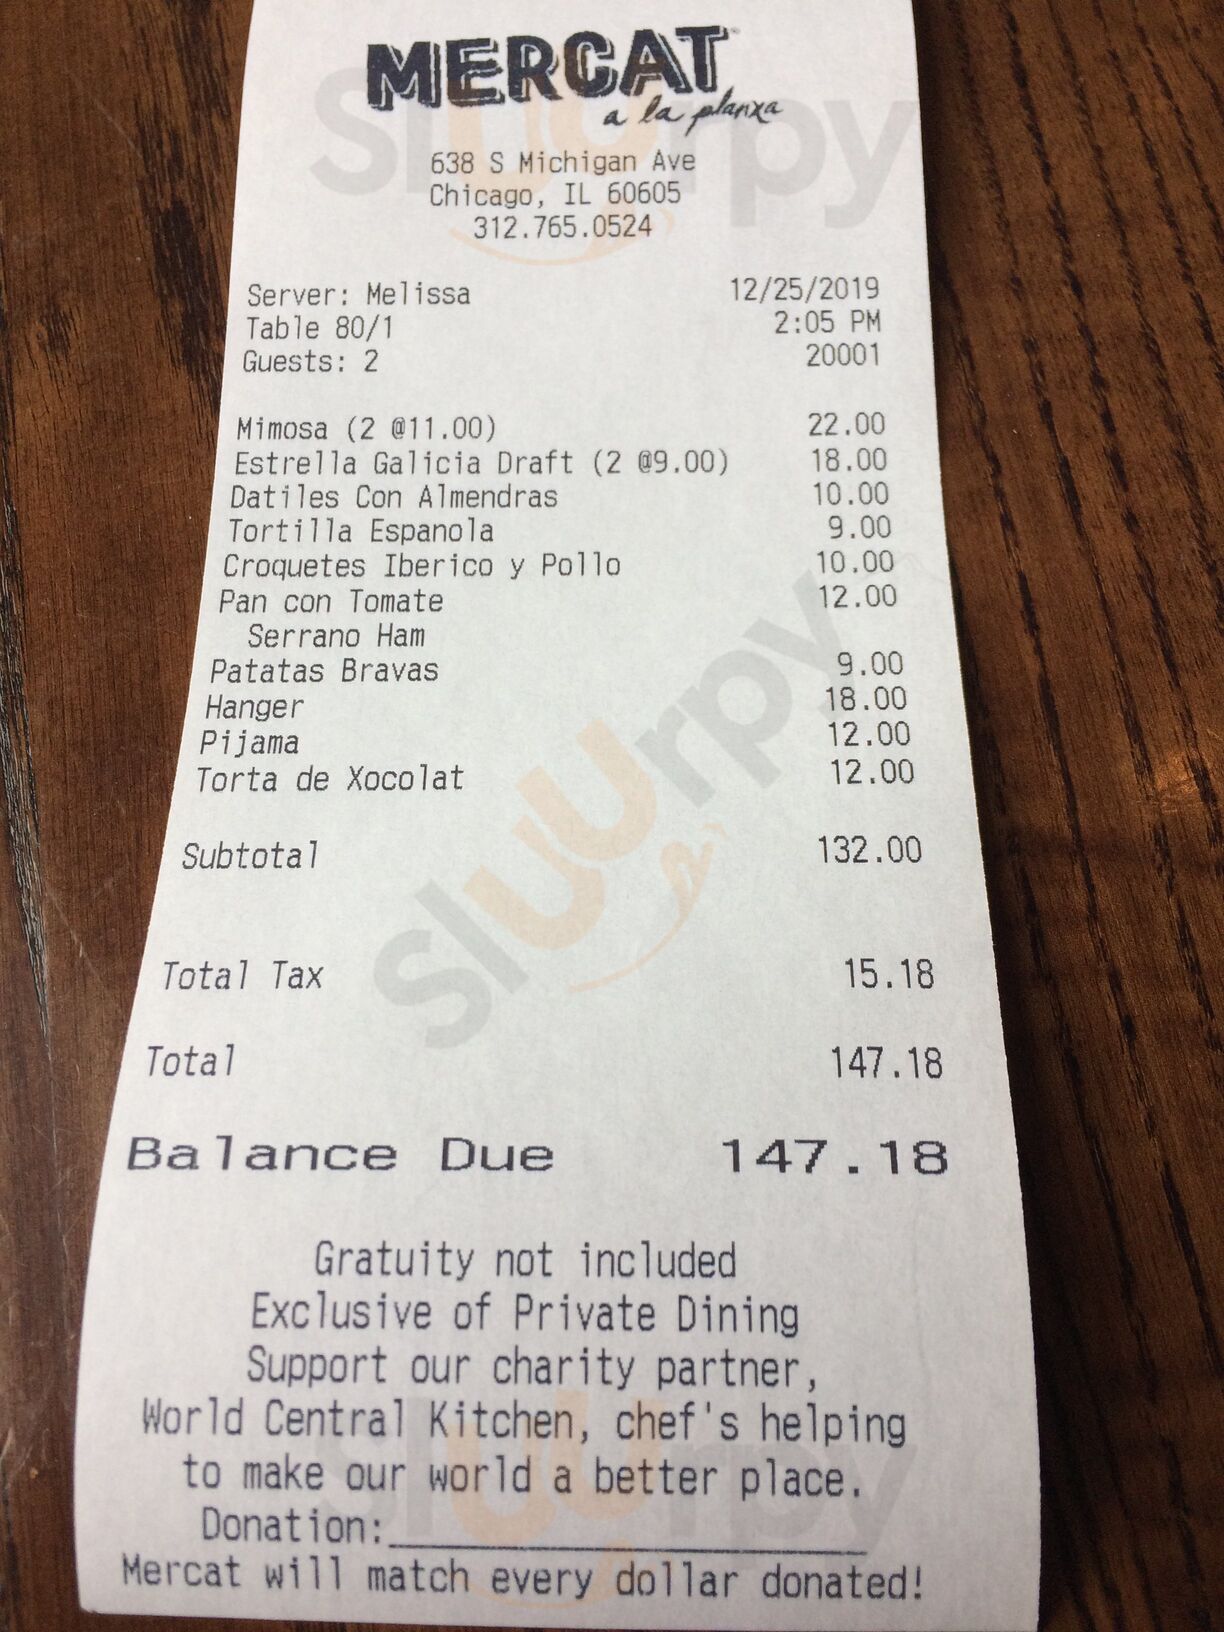 MERCAT
a la planxa
638 S Michigan Ave
Chicago, IL 60605
312.765.0524
Server: Melissa 12/25/2019
Table 80/1 2:05 PM
Guests: 2 20001
Mimosa (2 @11.00) 22.00
Estrella Galicia Draft (2 @9.00) 18.00
Datiles Con Almendras 10.00
Tortilla Espanola 9.00
Croquetes Iberico y Pollo 10.00
Pan con Tomate 12.00
Serrano Ham
Patatas Bravas 9.00
Hanger 18.00
Pijama 12.00
Torta de Xocolat 12.00
Subtotal 132.00
Total Tax 15.18
Total 147.18
Balance Due 147.18
Gratuity not included
Exclusive of Private Dining
Support our charity partner,
World Central Kitchen, chef's helping
to make our world a better place.
Donation:
Mercat will match every dollar donated!
Sluurpy
Sluurpy
Sluurpy